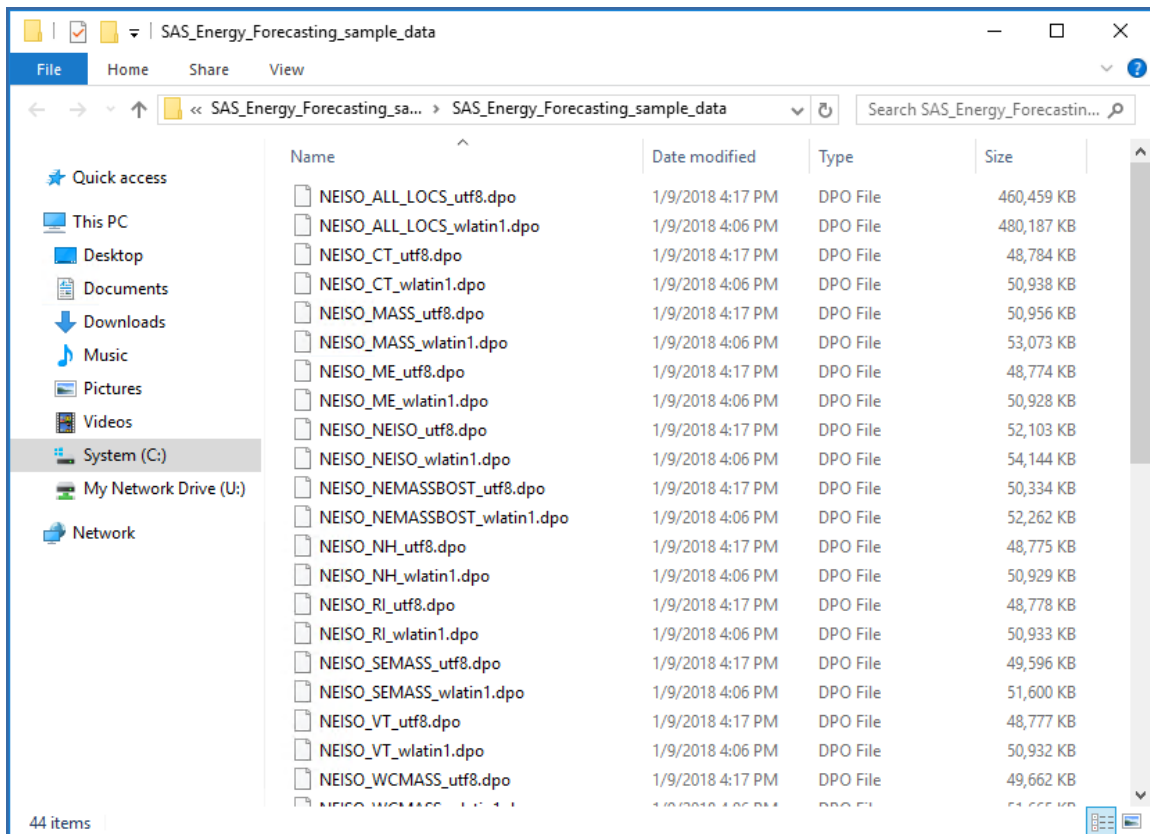 SAS_Energy_Forecasting_sample_data
File Home Share View
« SAS_Energy_Forecasting_sa... › SAS_Energy_Forecasting_sample_data
Search SAS_Energy_Forecastin...
Name Date modified Type Size
Quick access
This PC
Desktop
Documents
Downloads
Music
Pictures
Videos
System (C:)
My Network Drive (U:)
Network
NEISO_ALL_LOCS_utf8.dpo 1/9/2018 4:17 PM DPO File 460,459 KB
NEISO_ALL_LOCS_wlatin1.dpo 1/9/2018 4:06 PM DPO File 480,187 KB
NEISO_CT_utf8.dpo 1/9/2018 4:17 PM DPO File 48,784 KB
NEISO_CT_wlatin1.dpo 1/9/2018 4:06 PM DPO File 50,938 KB
NEISO_MASS_utf8.dpo 1/9/2018 4:17 PM DPO File 50,956 KB
NEISO_MASS_wlatin1.dpo 1/9/2018 4:06 PM DPO File 53,073 KB
NEISO_ME_utf8.dpo 1/9/2018 4:17 PM DPO File 48,774 KB
NEISO_ME_wlatin1.dpo 1/9/2018 4:06 PM DPO File 50,928 KB
NEISO_NEISO_utf8.dpo 1/9/2018 4:17 PM DPO File 52,103 KB
NEISO_NEISO_wlatin1.dpo 1/9/2018 4:06 PM DPO File 54,144 KB
NEISO_NEMASSBOST_utf8.dpo 1/9/2018 4:17 PM DPO File 50,334 KB
NEISO_NEMASSBOST_wlatin1.dpo 1/9/2018 4:06 PM DPO File 52,262 KB
NEISO_NH_utf8.dpo 1/9/2018 4:17 PM DPO File 48,775 KB
NEISO_NH_wlatin1.dpo 1/9/2018 4:06 PM DPO File 50,929 KB
NEISO_RI_utf8.dpo 1/9/2018 4:17 PM DPO File 48,778 KB
NEISO_RI_wlatin1.dpo 1/9/2018 4:06 PM DPO File 50,933 KB
NEISO_SEMASS_utf8.dpo 1/9/2018 4:17 PM DPO File 49,596 KB
NEISO_SEMASS_wlatin1.dpo 1/9/2018 4:06 PM DPO File 51,600 KB
NEISO_VT_utf8.dpo 1/9/2018 4:17 PM DPO File 48,777 KB
NEISO_VT_wlatin1.dpo 1/9/2018 4:06 PM DPO File 50,932 KB
NEISO_WCMASS_utf8.dpo 1/9/2018 4:17 PM DPO File 49,662 KB
44 items